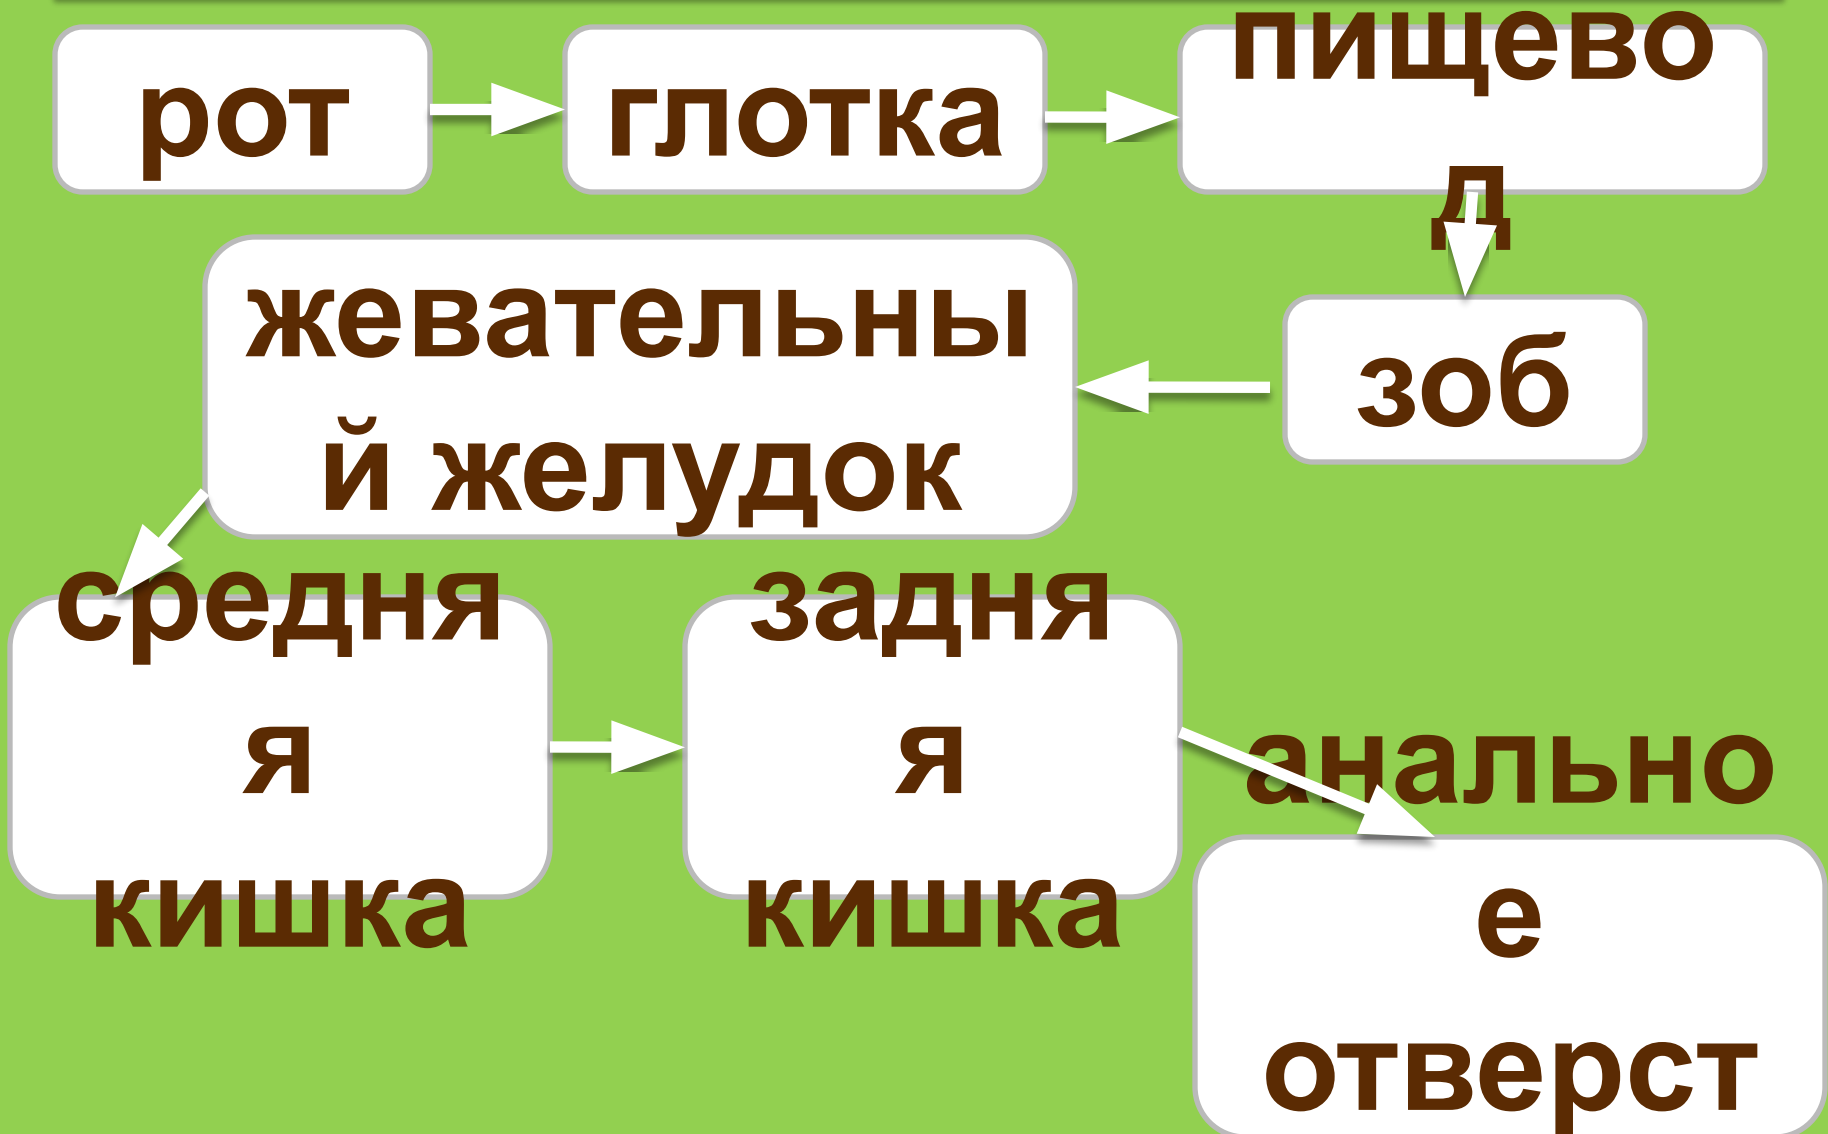 рот
глотка
пищево
д
зоб
жевательны
й желудок
средня
я
кишка
задня
я
кишка
анально
е
отверст